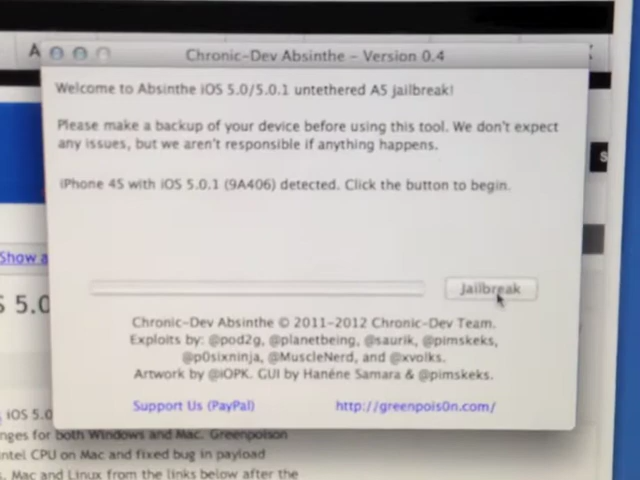 A
Chronic-Dev Absinthe - Version 0.4
Welcome to Absinthe iOS 5.0/5.0.1 untethered A5 jailbreak!
Please make a backup of your device before using this tool. We don't expect
any issues, but we aren't responsible if anything happens.
iPhone 4S with iOS 5.0.1 (9A406) detected. Click the button to begin.
Show a
S 5.0
Jailbreak
Chronic-Dev Absinthe © 2011-2012 Chronic-Dev Team.
Exploits by: @pod2g, @planetbeing, @saurik, @pimskeks,
@p0sixninja, @MuscleNerd, and @xvolks.
Artwork by @iOPK. GUI by Hanéne Samara & @pimskeks.
Support Us (PayPal) http://greenpois0n.com/
iOS 5.0
nges for both Windows and Mac. Greenpoison
ntel CPU on Mac and fixed bug in payload
. Mac and Linux from the links below after the